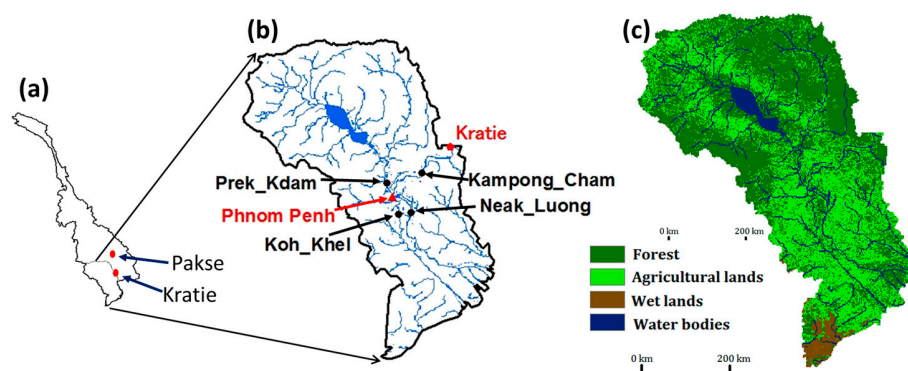 (a)
Pakse
Kratie
(b)
Kratie
Prek_Kdam
Kampong_Cham
Phnom Penh
Neak_Luong
Koh_Khel
(c)
0 km 200 km
Forest
Agricultural lands
Wet lands
Water bodies
0 km 200 km